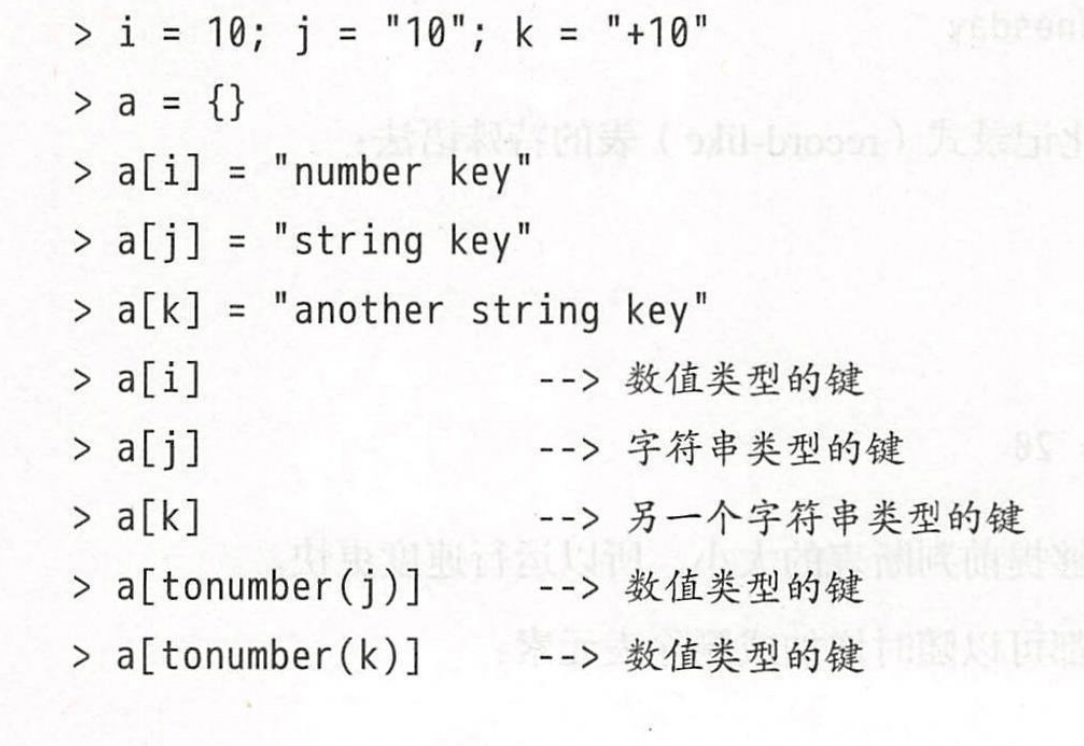 > i = 10; j = "10"; k = "+10"
> a = {}
> a[i] = "number key"
> a[j] = "string key"
> a[k] = "another string key"
> a[i] --> 数值类型的键
> a[j] --> 字符串类型的键
> a[k] --> 另一个字符串类型的键
> a[tonumber(j)] --> 数值类型的键
> a[tonumber(k)] --> 数值类型的键